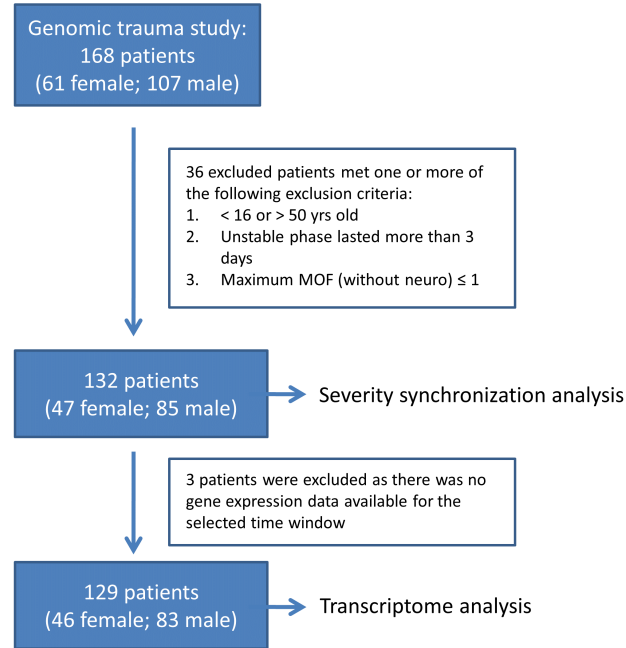 Genomic trauma study:
168 patients
(61 female; 107 male)
36 excluded patients met one or more of
the following exclusion criteria:
1. < 16 or > 50 yrs old
2. Unstable phase lasted more than 3
days
3. Maximum MOF (without neuro) ≤ 1
132 patients
(47 female; 85 male)
Severity synchronization analysis
3 patients were excluded as there was no
gene expression data available for the
selected time window
129 patients
(46 female; 83 male)
Transcriptome analysis